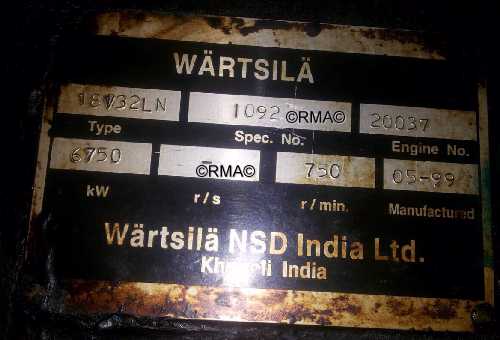 WÄRTSILÄ
18V32LN 1092 ©RMA© 20037
Type Spec. No. Engine No.
6750 – ©RMA© 750 05-99
kW r/s r/min. Manufactured
Wärtsilä NSD India Ltd.
Khopoli India